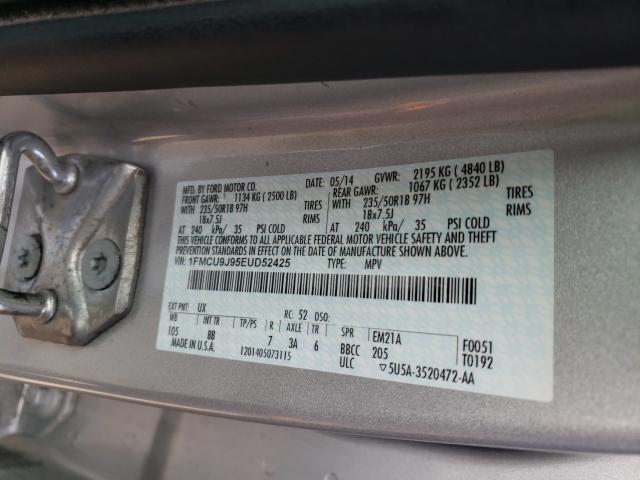 MFD. BY FORD MOTOR CO.
DATE: 05/14 GVWR: 2195 KG ( 4840 LB)
FRONT GAWR: 1134 KG ( 2500 LB) REAR GAWR: 1067 KG ( 2352 LB)
WITH 235/50R18 97H TIRES WITH 235/50R18 97H TIRES
18x7.5J RIMS 18x7.5J RIMS
AT 240 kPa/ 35 PSI COLD AT 240 kPa/ 35 PSI COLD
THIS VEHICLE CONFORMS TO ALL APPLICABLE FEDERAL MOTOR VEHICLE SAFETY AND THEFT
PREVENTION STANDARDS IN EFFECT ON THE DATE OF MANUFACTURE SHOWN ABOVE.
VIN: 1FMCU9J95EUD52425 TYPE: MPV
EXT PNT: UX RC: 52 DSO:
WB INT TR TP/PS R AXLE TR SPR EM21A F0051
105 8B 7 3A 6 BBCC 205 T0192
MADE IN U.S.A. 1201405073115 ULC ▽5U5A-3520472-AA